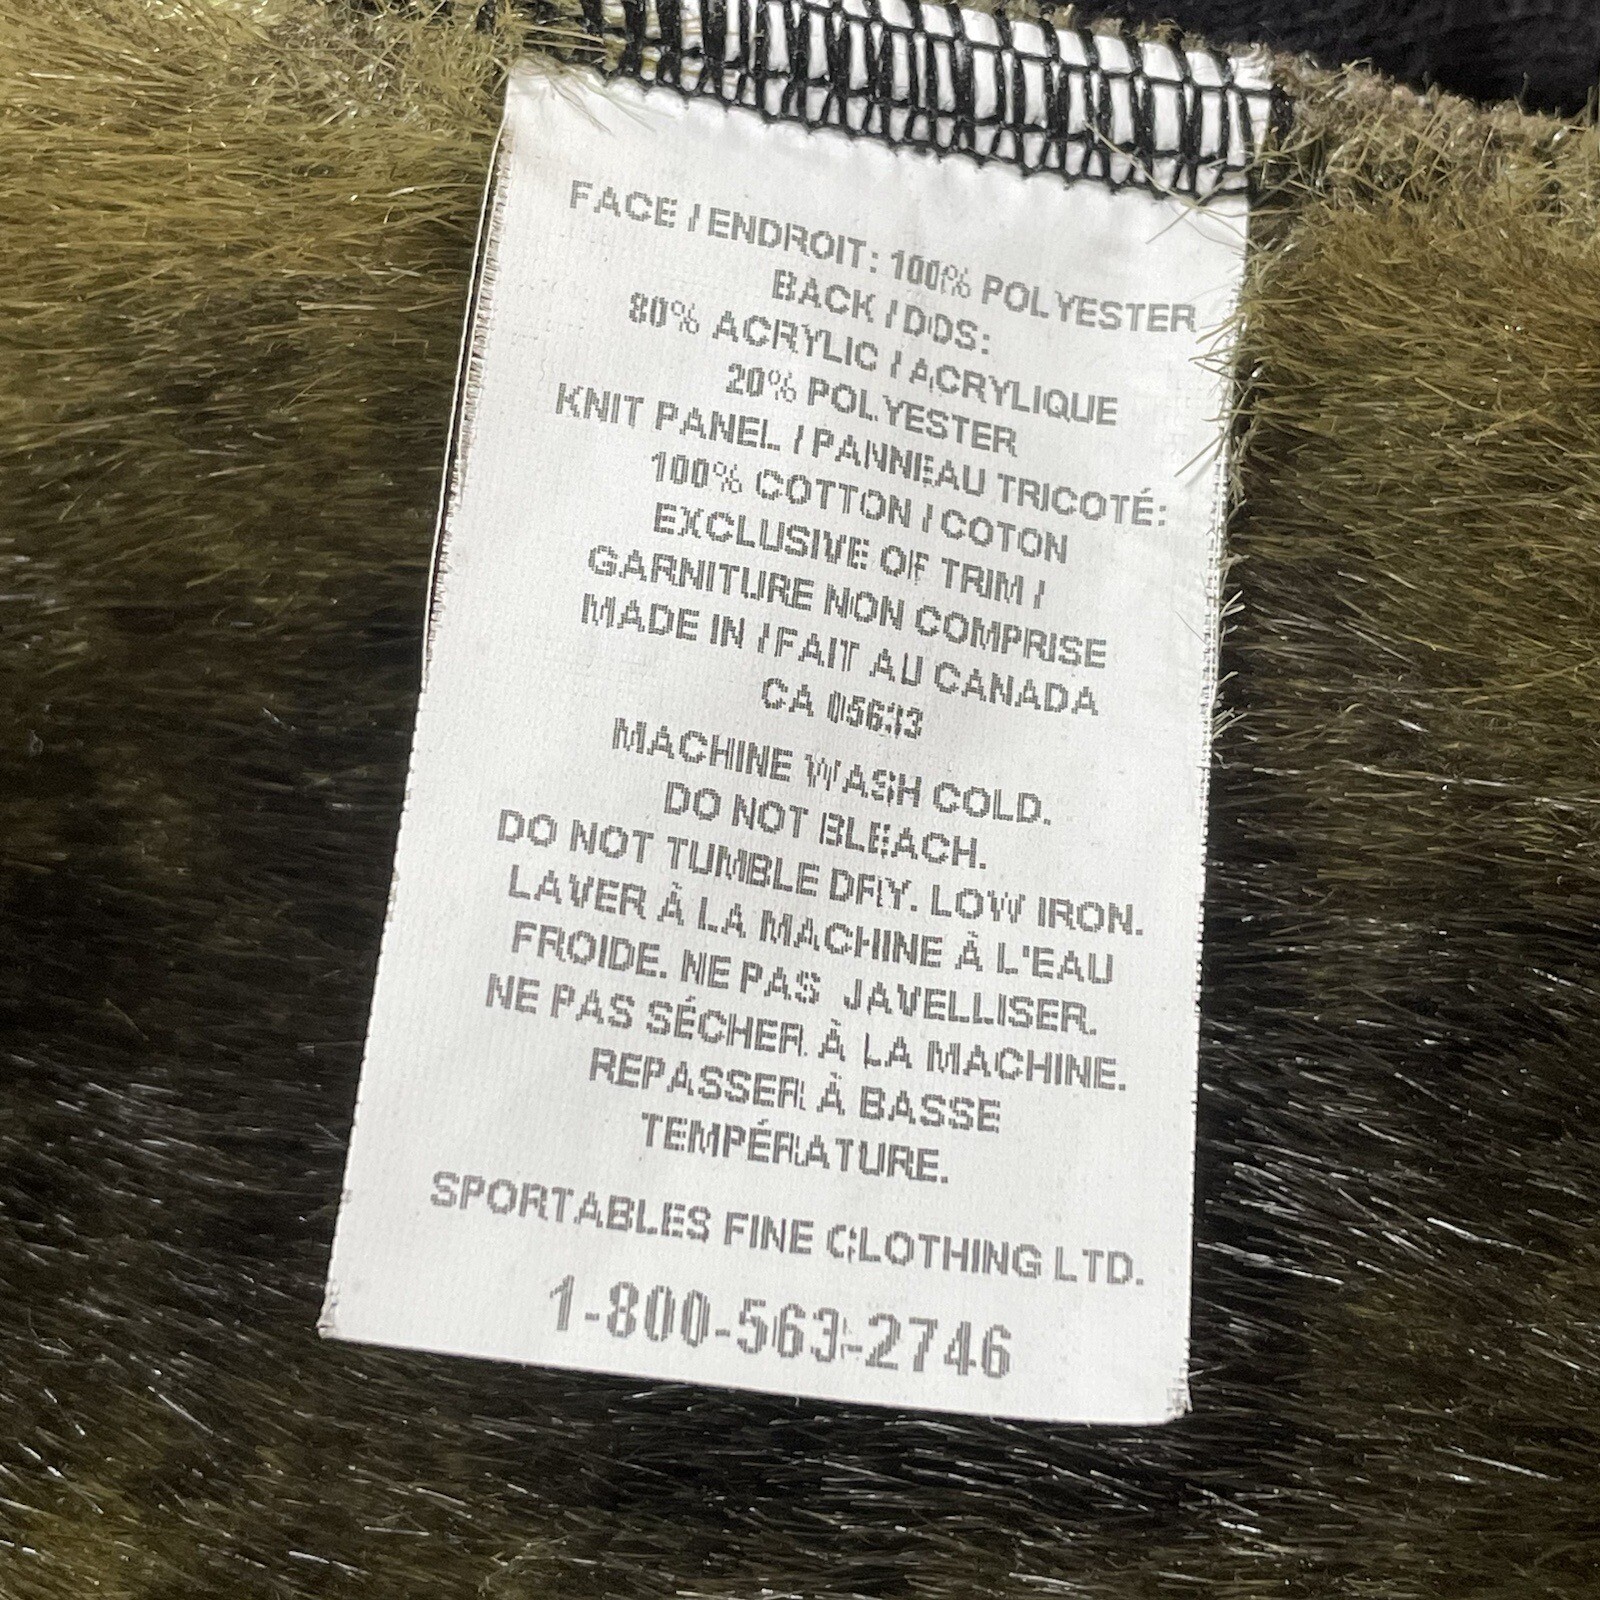 FACE / ENDROIT: 100% POLYESTER
BACK / DOS:
80% ACRYLIC / ACRYLIQUE
20% POLYESTER
KNIT PANEL / PANNEAU TRICOTÉ:
100% COTTON / COTON
EXCLUSIVE OF TRIM /
GARNITURE NON COMPRISE
MADE IN / FAIT AU CANADA
CA 05633
MACHINE WASH COLD.
DO NOT BLEACH.
DO NOT TUMBLE DRY. LOW IRON.
LAVER À LA MACHINE À L'EAU
FROIDE. NE PAS JAVELLISER.
NE PAS SÉCHER À LA MACHINE.
REPASSER À BASSE
TEMPÉRATURE.
SPORTABLES FINE CLOTHING LTD.
1-800-563-2746